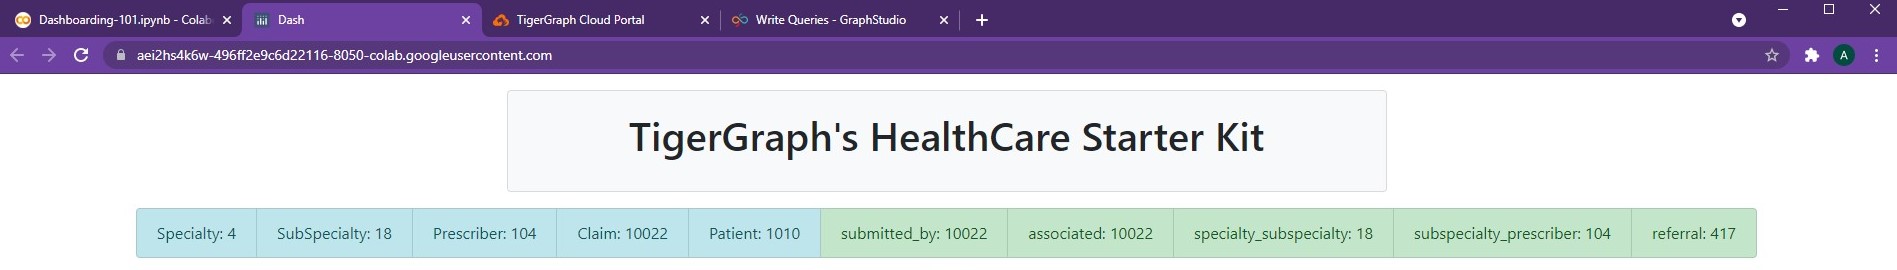 Dashboarding-101.ipynb - Colab
Dash
TigerGraph Cloud Portal
Write Queries - GraphStudio
aei2hs4k6w-496ff2e9c6d22116-8050-colab.googleusercontent.com
A
TigerGraph's HealthCare Starter Kit
Specialty: 4 SubSpecialty: 18 Prescriber: 104 Claim: 10022 Patient: 1010 submitted_by: 10022 associated: 10022 specialty_subspecialty: 18 subspecialty_prescriber: 104 referral: 417